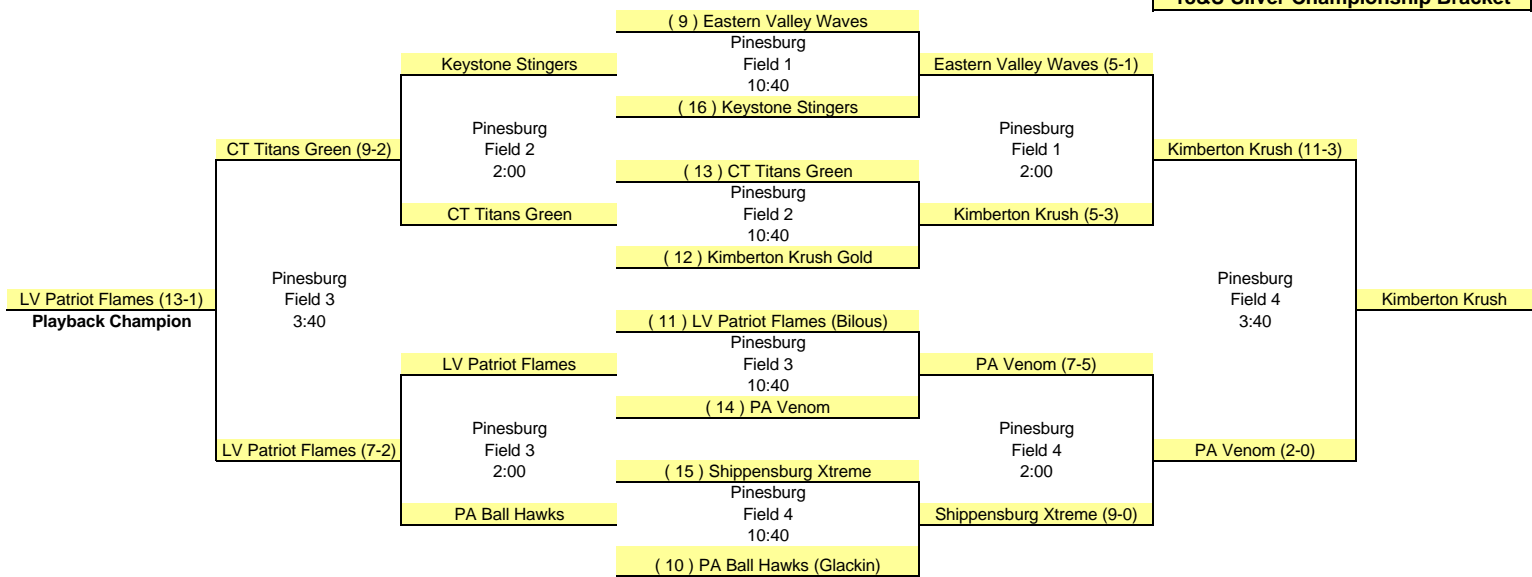 Silver Championship Bracket
( 9 ) Eastern Valley Waves
Pinesburg
Keystone Stingers
Field 1
Eastern Valley Waves (5-1)
10:40
( 16 ) Keystone Stingers
Pinesburg
Pinesburg
CT Titans Green (9-2)
Field 2
Field 1
Kimberton Krush (11-3)
2:00
( 13 ) CT Titans Green
2:00
Pinesburg
CT Titans Green
Field 2
Kimberton Krush (5-3)
10:40
( 12 ) Kimberton Krush Gold
Pinesburg
Pinesburg
LV Patriot Flames (13-1)
Field 3
Field 4
Kimberton Krush
Playback Champion
3:40
( 11 ) LV Patriot Flames (Bilous)
3:40
Pinesburg
LV Patriot Flames
Field 3
PA Venom (7-5)
10:40
( 14 ) PA Venom
Pinesburg
Pinesburg
LV Patriot Flames (7-2)
Field 3
Field 4
PA Venom (2-0)
2:00
( 15 ) Shippensburg Xtreme
2:00
Pinesburg
PA Ball Hawks
Field 4
Shippensburg Xtreme (9-0)
10:40
( 10 ) PA Ball Hawks (Glackin)